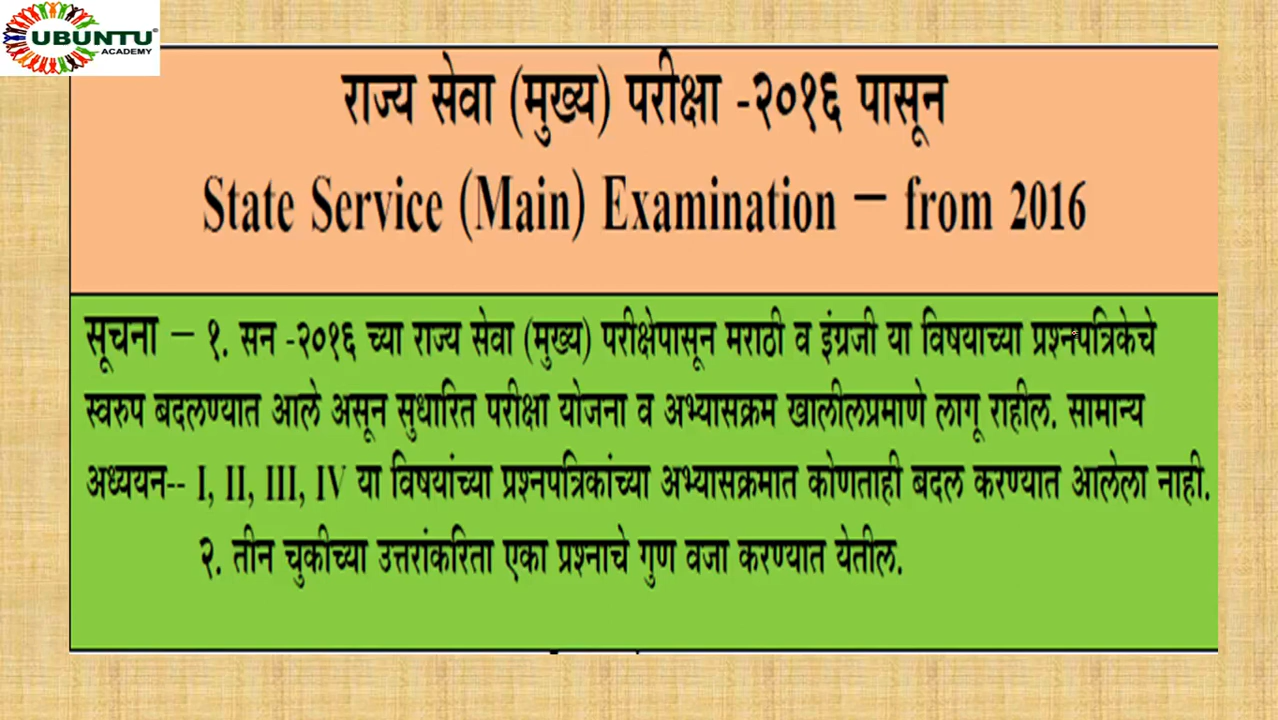 UBUNTU
ACADEMY
राज्य सेवा (मुख्य) परीक्षा -२०१६ पासून
State Service (Main) Examination – from 2016
सूचना – १. सन -२०१६ च्या राज्य सेवा (मुख्य) परीक्षेपासून मराठी व इंग्रजी या विषयाच्या प्रश्नपत्रिकेचे
स्वरुप बदलण्यात आले असून सुधारित परीक्षा योजना व अभ्यासक्रम खालीलप्रमाणे लागू राहील. सामान्य
अध्ययन-- I, II, III, IV या विषयांच्या प्रश्नपत्रिकांच्या अभ्यासक्रमात कोणताही बदल करण्यात आलेला नाही.
२. तीन चुकीच्या उत्तरांकरिता एका प्रश्नाचे गुण वजा करण्यात येतील.